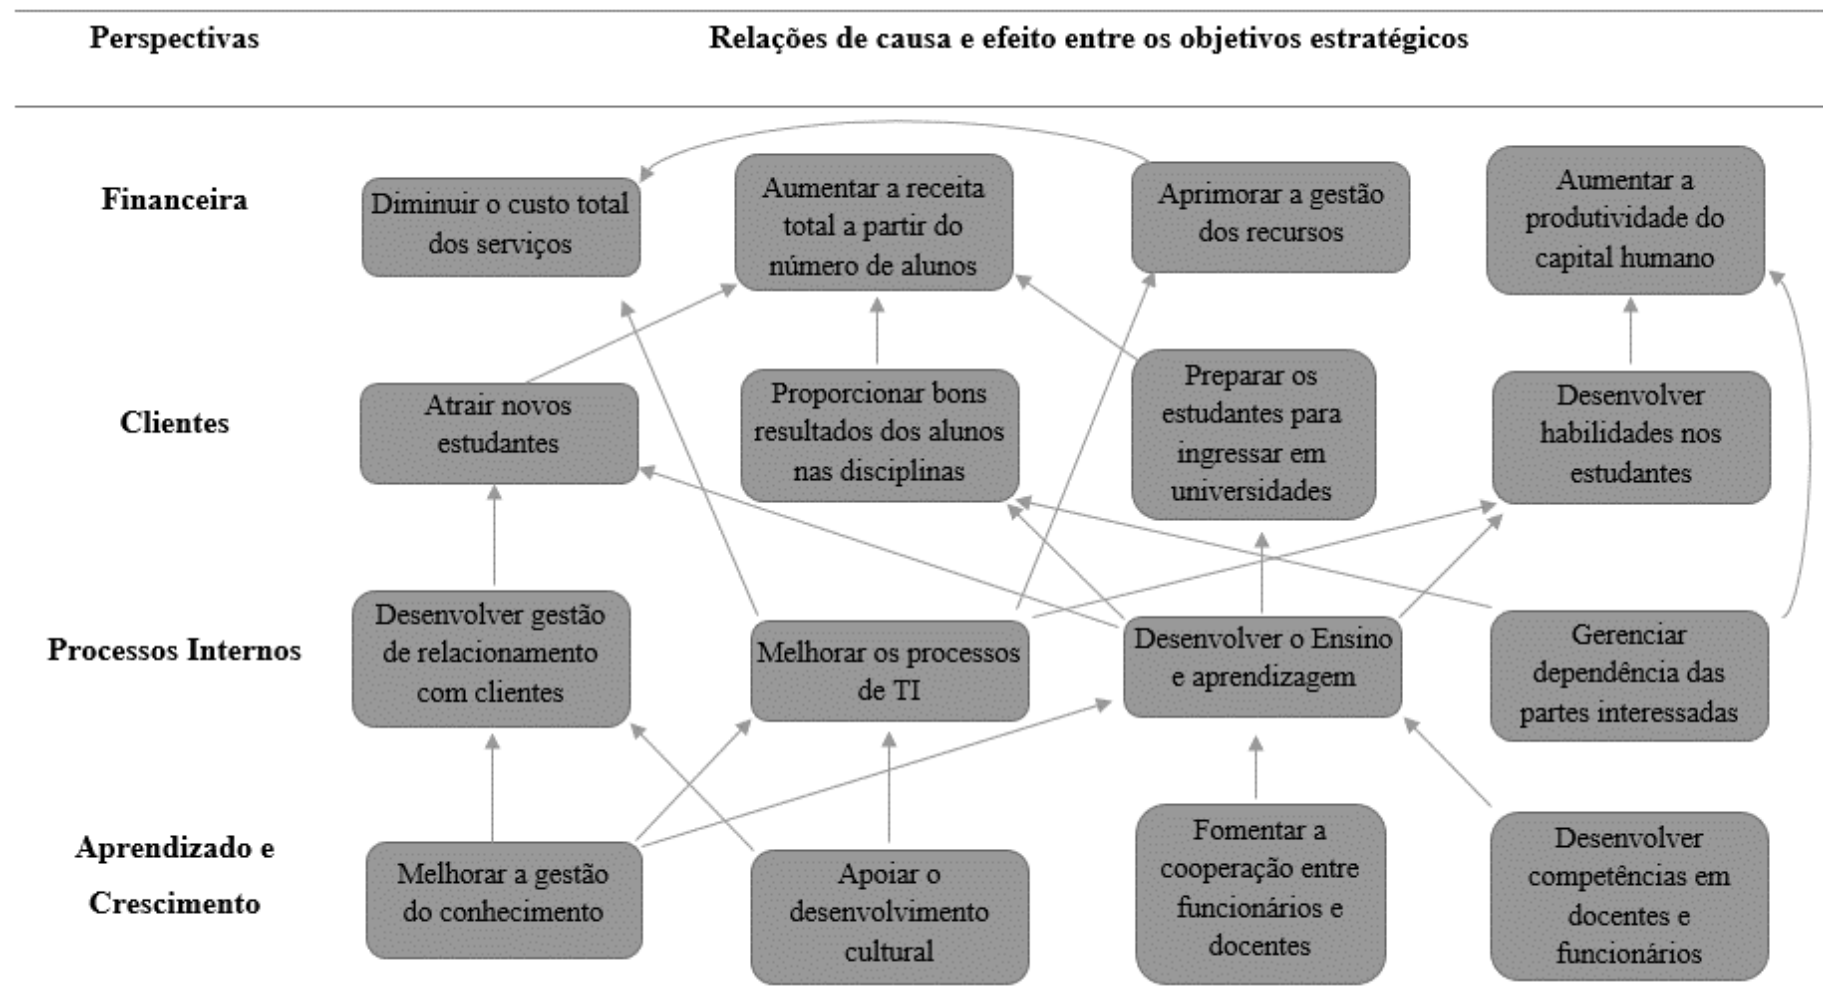 Perspectivas
Relações de causa e efeito entre os objetivos estratégicos
Financeira
Diminuir o custo total
dos serviços
Aumentar a receita
total a partir do
número de alunos
Aprimorar a gestão
dos recursos
Aumentar a
produtividade do
capital humano
Clientes
Atrair novos
estudantes
Proporcionar bons
resultados dos alunos
nas disciplinas
Preparar os
estudantes para
ingressar em
universidades
Desenvolver
habilidades nos
estudantes
Processos Internos
Desenvolver gestão
de relacionamento
com clientes
Melhorar os processos
de TI
Desenvolver o Ensino
e aprendizagem
Gerenciar
dependência das
partes interessadas
Aprendizado e
Crescimento
Melhorar a gestão
do conhecimento
Apoiar o
desenvolvimento
cultural
Fomentar a
cooperação entre
funcionários e
docentes
Desenvolver
competências em
docentes e
funcionários